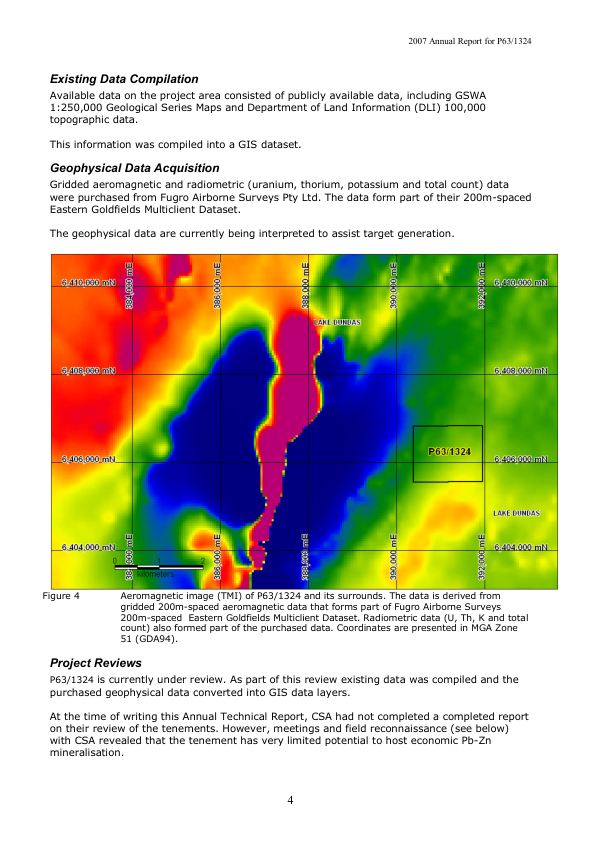 2007 Annual Report for P63/1324
Existing Data Compilation
Available data on the project area consisted of publicly available data, including GSWA
1:250,000 Geological Series Maps and Department of Land Information (DLI) 100,000
topographic data.
This information was compiled into a GIS dataset.
Geophysical Data Acquisition
Gridded aeromagnetic and radiometric (uranium, thorium, potassium and total count) data
were purchased from Fugro Airborne Surveys Pty Ltd. The data form part of their 200m-spaced
Eastern Goldfields Multiclient Dataset.
The geophysical data are currently being interpreted to assist target generation.
384,000 mE
386,000 mE
388,000 mE
390,000 mE
392,000 mE
6,410,000 mN
6,410,000 mN
LAKE DUNDAS
6,408,000 mN
6,408,000 mN
P63/1324
6,406,000 mN
6,406,000 mN
LAKE DUNDAS
6,404,000 mN
6,404,000 mN
384,000 mE
386,000 mE
388,000 mE
390,000 mE
392,000 mE
0 1 2
kilometers
Figure 4 Aeromagnetic image (TMI) of P63/1324 and its surrounds. The data is derived from
gridded 200m-spaced aeromagnetic data that forms part of Fugro Airborne Surveys
200m-spaced Eastern Goldfields Multiclient Dataset. Radiometric data (U, Th, K and total
count) also formed part of the purchased data. Coordinates are presented in MGA Zone
51 (GDA94).
Project Reviews
P63/1324 is currently under review. As part of this review existing data was compiled and the
purchased geophysical data converted into GIS data layers.
At the time of writing this Annual Technical Report, CSA had not completed a completed report
on their review of the tenements. However, meetings and field reconnaissance (see below)
with CSA revealed that the tenement has very limited potential to host economic Pb-Zn
mineralisation.
4